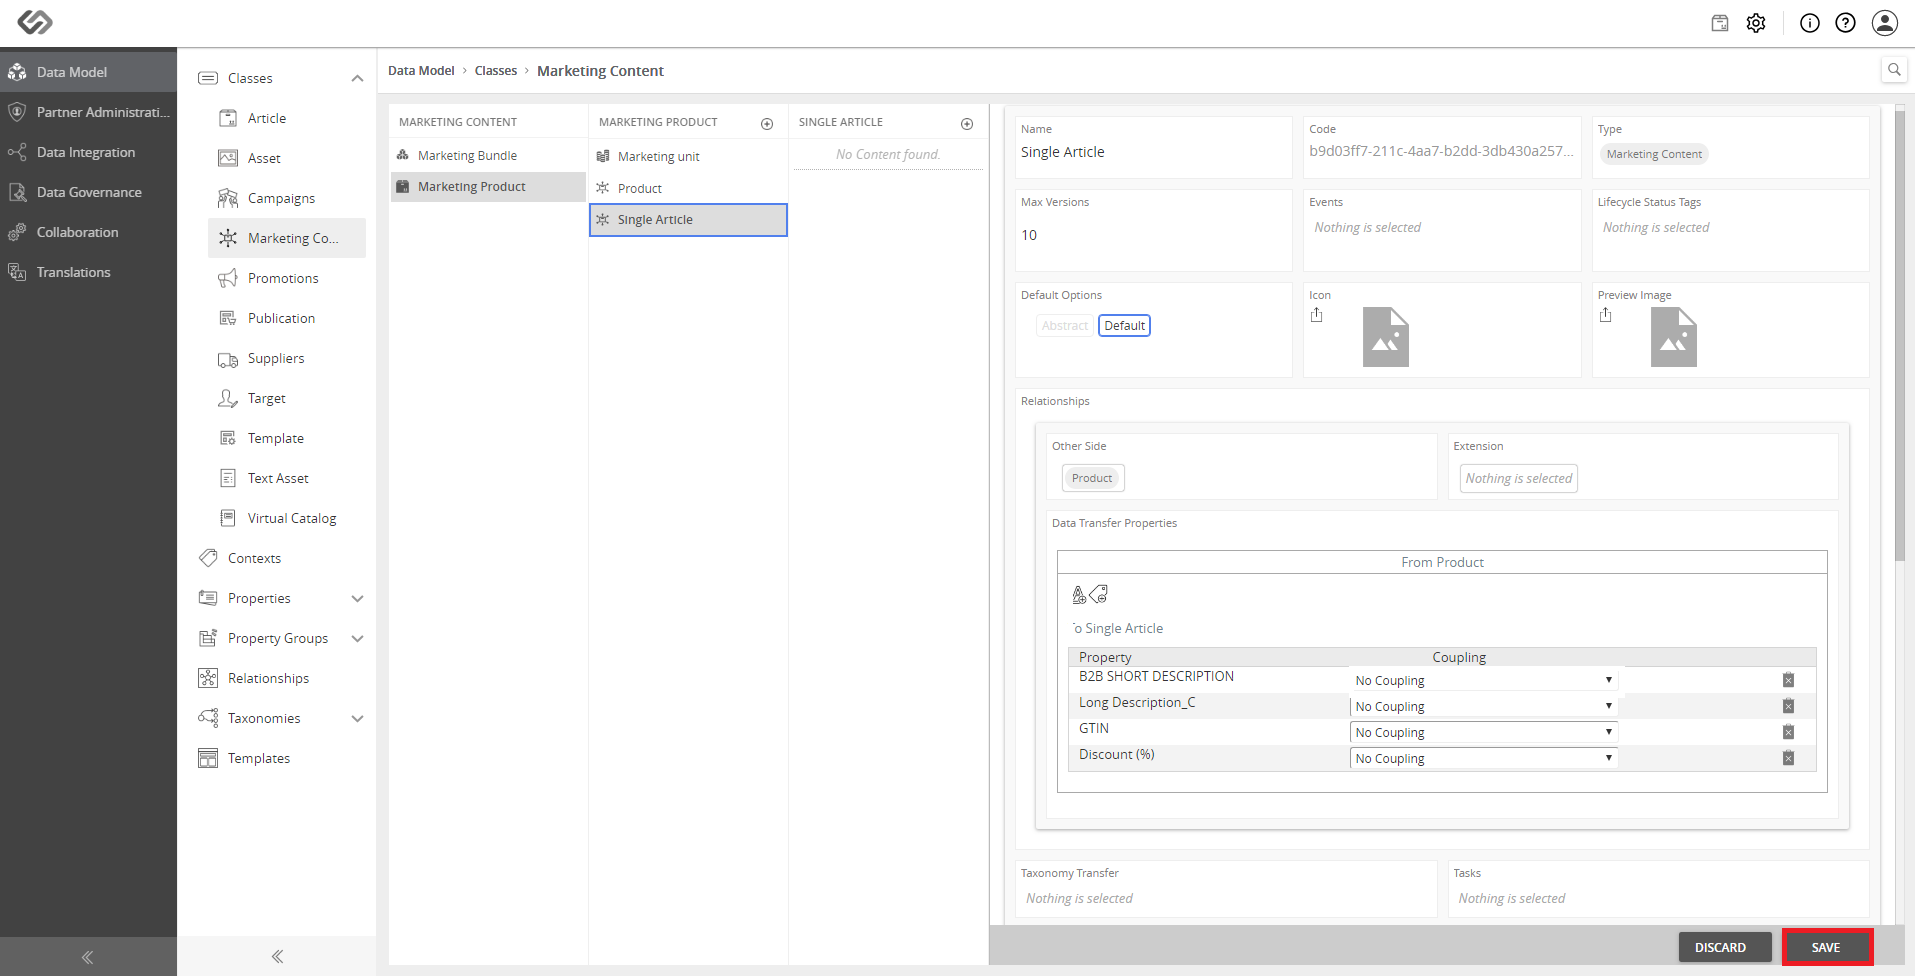 Data Model
Partner Administrati...
Data Integration
Data Governance
Collaboration
Translations
Classes
Article
Asset
Campaigns
Marketing Co...
Promotions
Publication
Suppliers
Target
Template
Text Asset
Virtual Catalog
Contexts
Properties
Property Groups
Relationships
Taxonomies
Templates
Data Model › Classes › Marketing Content
MARKETING CONTENT
Marketing Bundle
Marketing Product
MARKETING PRODUCT
Marketing unit
Product
Single Article
SINGLE ARTICLE
No Content found.
Name
Single Article
Code
b9d03ff7-211c-4aa7-b2dd-3db430a257...
Type
Marketing Content
Max Versions
10
Events
Nothing is selected
Lifecycle Status Tags
Nothing is selected
Default Options
Abstract Default
Icon
Preview Image
Relationships
Other Side
Product
Extension
Nothing is selected
Data Transfer Properties
From Product
o Single Article
Property Coupling
B2B SHORT DESCRIPTION No Coupling
Long Description_C No Coupling
GTIN No Coupling
Discount (%) No Coupling
Taxonomy Transfer
Nothing is selected
Tasks
Nothing is selected
DISCARD SAVE